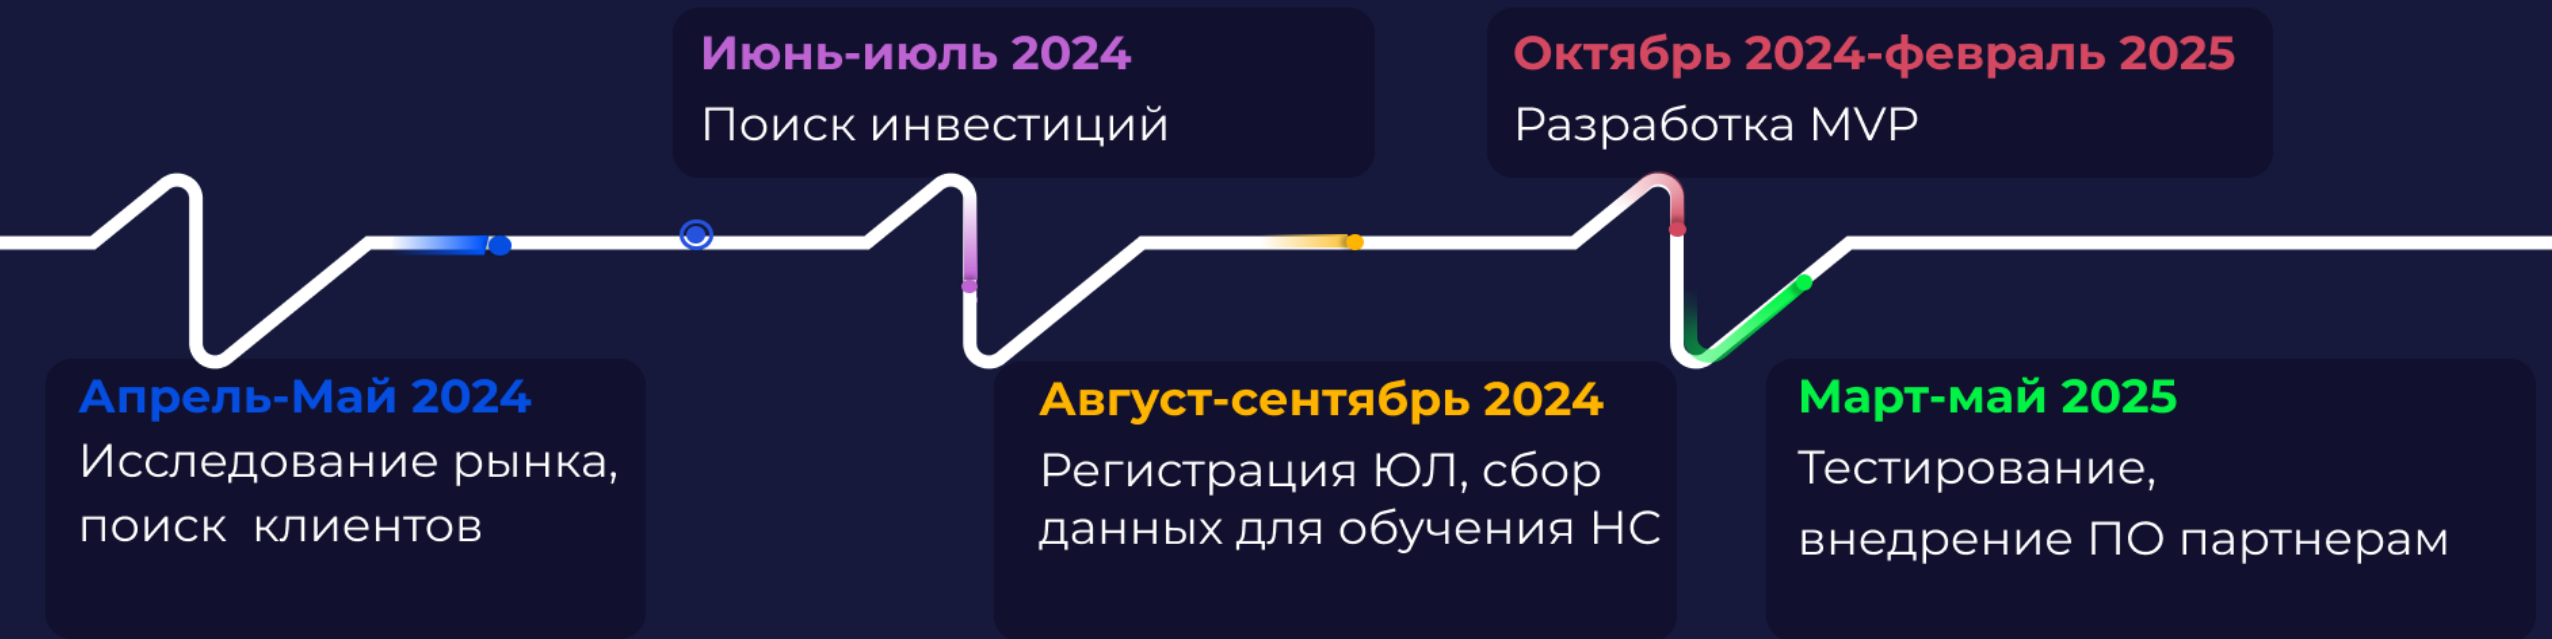 Июнь-июль 2024
Поиск инвестиций
Октябрь 2024-февраль 2025
Разработка MVP
Апрель-Май 2024
Исследование рынка,
поиск клиентов
Август-сентябрь 2024
Регистрация ЮЛ, сбор
данных для обучения НС
Март-май 2025
Тестирование,
внедрение ПО партнерам